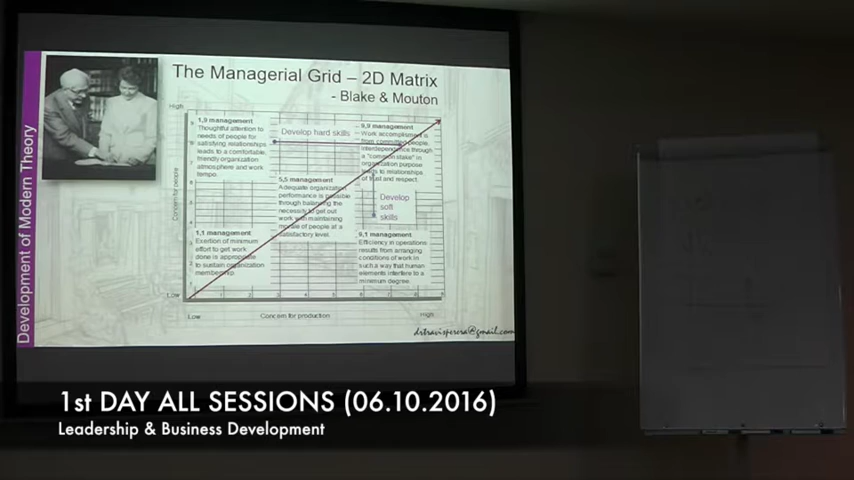 The Managerial Grid – 2D Matrix
- Blake & Mouton
Development of Modern Theory
High
1,9 management
Thoughtful attention to
needs of people for
satisfying relationships
leads to a comfortable,
friendly organization
atmosphere and work
tempo.
Develop hard skills
9,9 management
Work accomplishment is
from committed people,
interdependence through
a "common stake" in
organization purpose
leads to relationships
of trust and respect.
5,5 management
Adequate organization
performance is possible
through balancing the
necessity to get out
work with maintaining
morale of people at a
satisfactory level.
Develop
soft
skills
Concern for people
1,1 management
Exertion of minimum
effort to get work
done is appropriate
to sustain organization
membership
9,1 management
Efficiency in operations
results from arranging
conditions of work in
such a way that human
elements interfere to a
minimum degree.
Low
Low
Concern for production
High
drtravisperera@gmail.com
1st DAY ALL SESSIONS (06.10.2016)
Leadership & Business Development